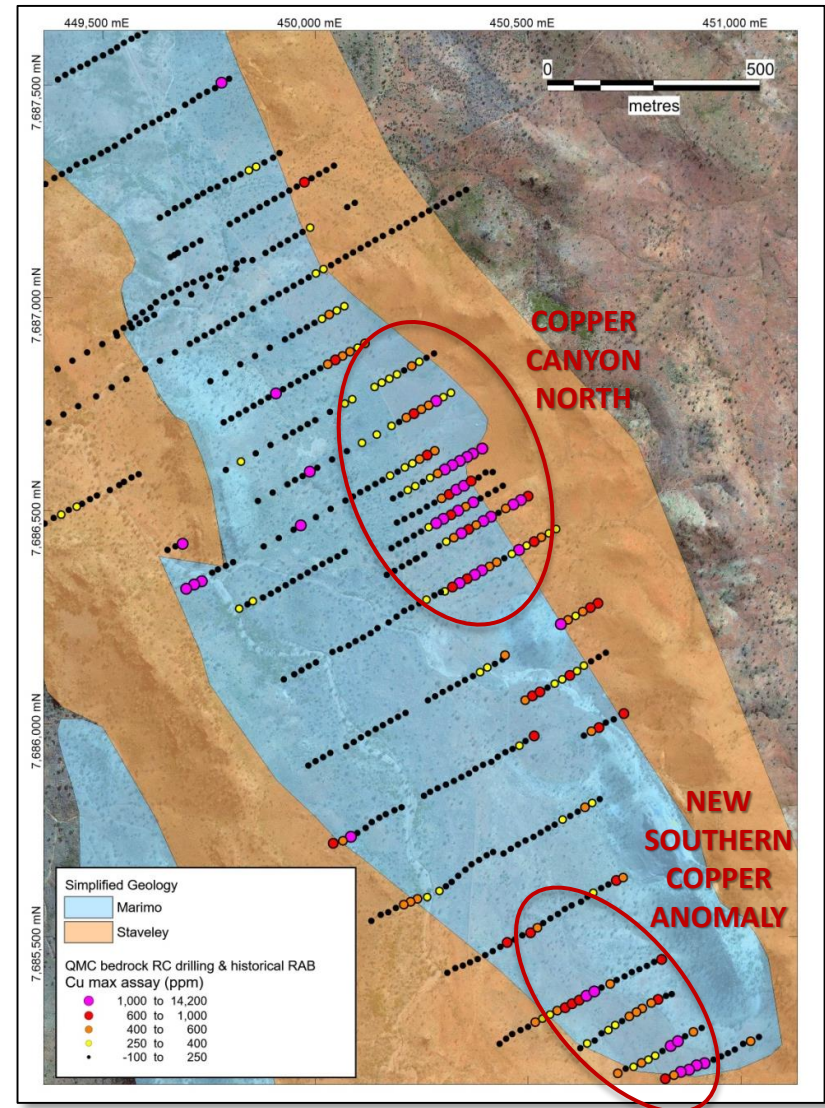 449,500 mE
450,000 mE
450,500 mE
451,000 mE
7,687,500 mN
7,687,000 mN
7,686,500 mN
7,686,000 mN
7,685,500 mN
0 500
metres
COPPER
CANYON
NORTH
NEW
SOUTHERN
COPPER
ANOMALY
Simplified Geology
Marimo
Staveley
QMC bedrock RC drilling & historical RAB
Cu max assay (ppm)
1,000 to 14,200
600 to 1,000
400 to 600
250 to 400
-100 to 250